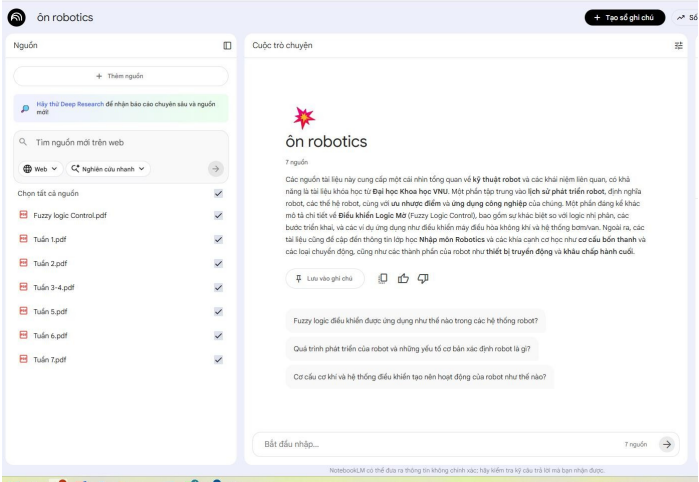 ôn robotics
+ Tạo sổ ghi chú
Số
Nguồn
+ Thêm nguồn
Hãy thử Deep Research để nhận báo cáo chuyên sâu và nguồn
mới!
Tìm nguồn mới trên web
Web
Nghiên cứu nhanh
Chọn tất cả nguồn
Fuzzy logic Control.pdf
Tuần 1.pdf
Tuần 2.pdf
Tuần 3-4.pdf
Tuần 5.pdf
Tuần 6.pdf
Tuần 7.pdf
Cuộc trò chuyện
ôn robotics
7 nguồn
Các nguồn tài liệu này cung cấp một cái nhìn tổng quan về kỹ thuật robot và các khái niệm liên quan, có khả
năng là tài liệu khóa học từ Đại học Khoa học VNU. Một phần tập trung vào lịch sử phát triển robot, định nghĩa
robot, các thế hệ robot, cùng với ưu nhược điểm và ứng dụng công nghiệp của chúng. Một phần đáng kể khác
mô tả chi tiết về Điều khiển Logic Mờ (Fuzzy Logic Control), bao gồm sự khác biệt so với logic nhị phân, các
bước triển khai, và các ví dụ ứng dụng như điều khiển máy điều hòa không khí và hệ thống bơm/van. Ngoài ra, các
tài liệu cũng đề cập đến thông tin lớp học Nhập môn Robotics và các khía cạnh cơ học như cơ cấu bốn thanh và
các loại chuyển động, cũng như các thành phần của robot như thiết bị truyền động và khâu chấp hành cuối.
Lưu vào ghi chú
Fuzzy logic điều khiển được ứng dụng như thế nào trong các hệ thống robot?
Quá trình phát triển của robot và những yếu tố cơ bản xác định robot là gì?
Cơ cấu cơ khí và hệ thống điều khiển tạo nên hoạt động của robot như thế nào?
Bắt đầu nhập...
7 nguồn
NotebookLM có thể đưa ra thông tin không chính xác; hãy kiểm tra kỹ câu trả lời mà bạn nhận được.